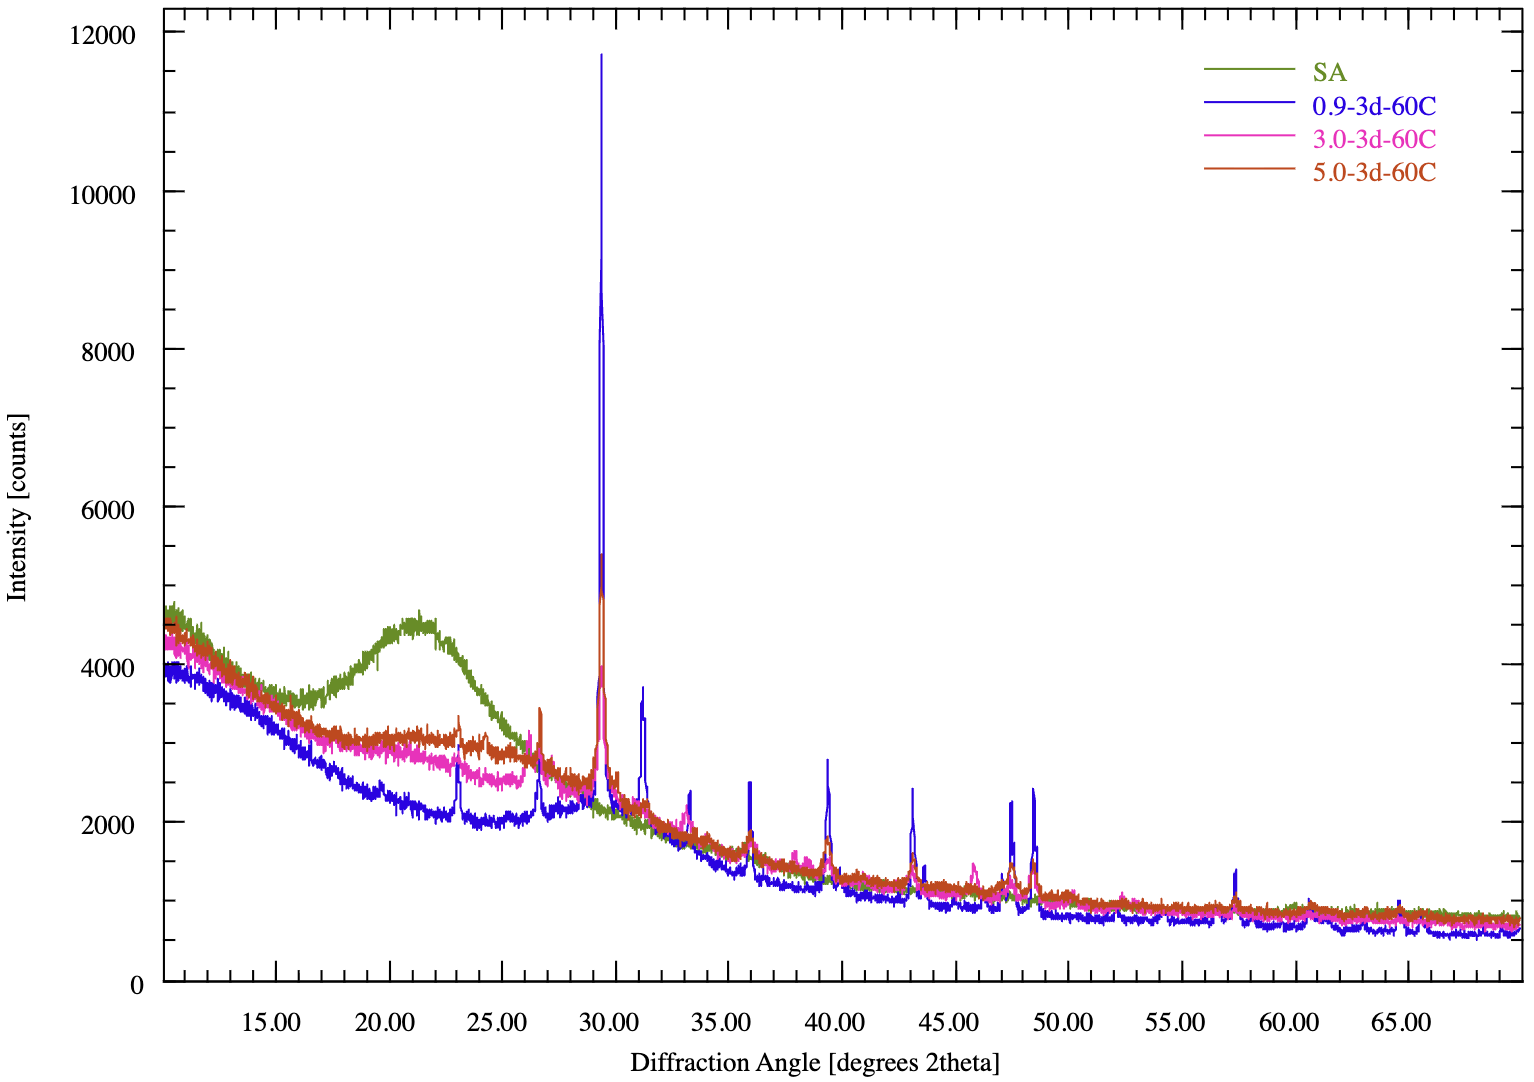 12000
10000
8000
6000
4000
2000
0
Intensity [counts]
SA
0.9-3d-60C
3.0-3d-60C
5.0-3d-60C
15.00 20.00 25.00 30.00 35.00 40.00 45.00 50.00 55.00 60.00 65.00
Diffraction Angle [degrees 2theta]